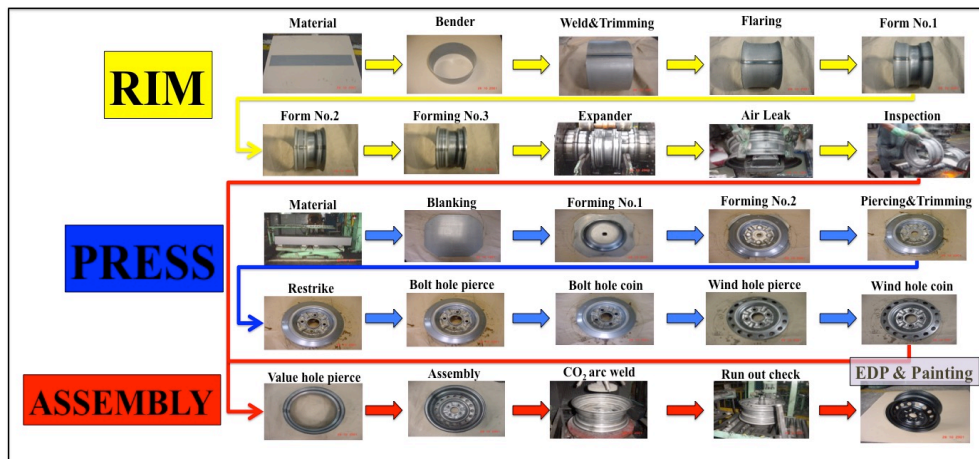 Material
Bender
Weld&Trimming
Flaring
Form No.1
RIM
Form No.2
Forming No.3
Expander
Air Leak
Inspection
Material
Blanking
Forming No.1
Forming No.2
Piercing&Trimming
PRESS
Restrike
Bolt hole pierce
Bolt hole coin
Wind hole pierce
Wind hole coin
ASSEMBLY
Value hole pierce
Assembly
CO₂ arc weld
Run out check
EDP & Painting